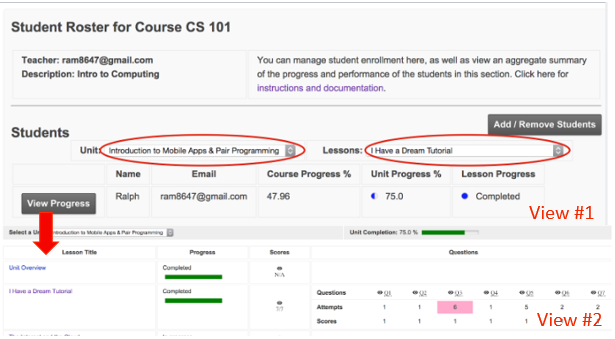 Student Roster for Course CS 101
Teacher: ram8647@gmail.com
Description: Intro to Computing
You can manage student enrollment here, as well as view an aggregate summary
of the progress and performance of the students in this section. Click here for
instructions and documentation.
Add / Remove Students
Students
Unit: Introduction to Mobile Apps & Pair Programming Lessons: I Have a Dream Tutorial
Name Email Course Progress % Unit Progress % Lesson Progress
View Progress Ralph ram8647@gmail.com 47.96 75.0 Completed
View #1
Select a Unit Introduction to Mobile Apps & Pair Programming Unit Completion: 75.0 %
Lesson Title Progress Scores Questions
Unit Overview Completed N/A
I Have a Dream Tutorial Completed 7/7
Questions Q1 Q2 Q3 Q4 Q5 Q6 Q7
Attempts 1 1 6 1 5 2 2
Scores 1 1 1 1 1
View #2